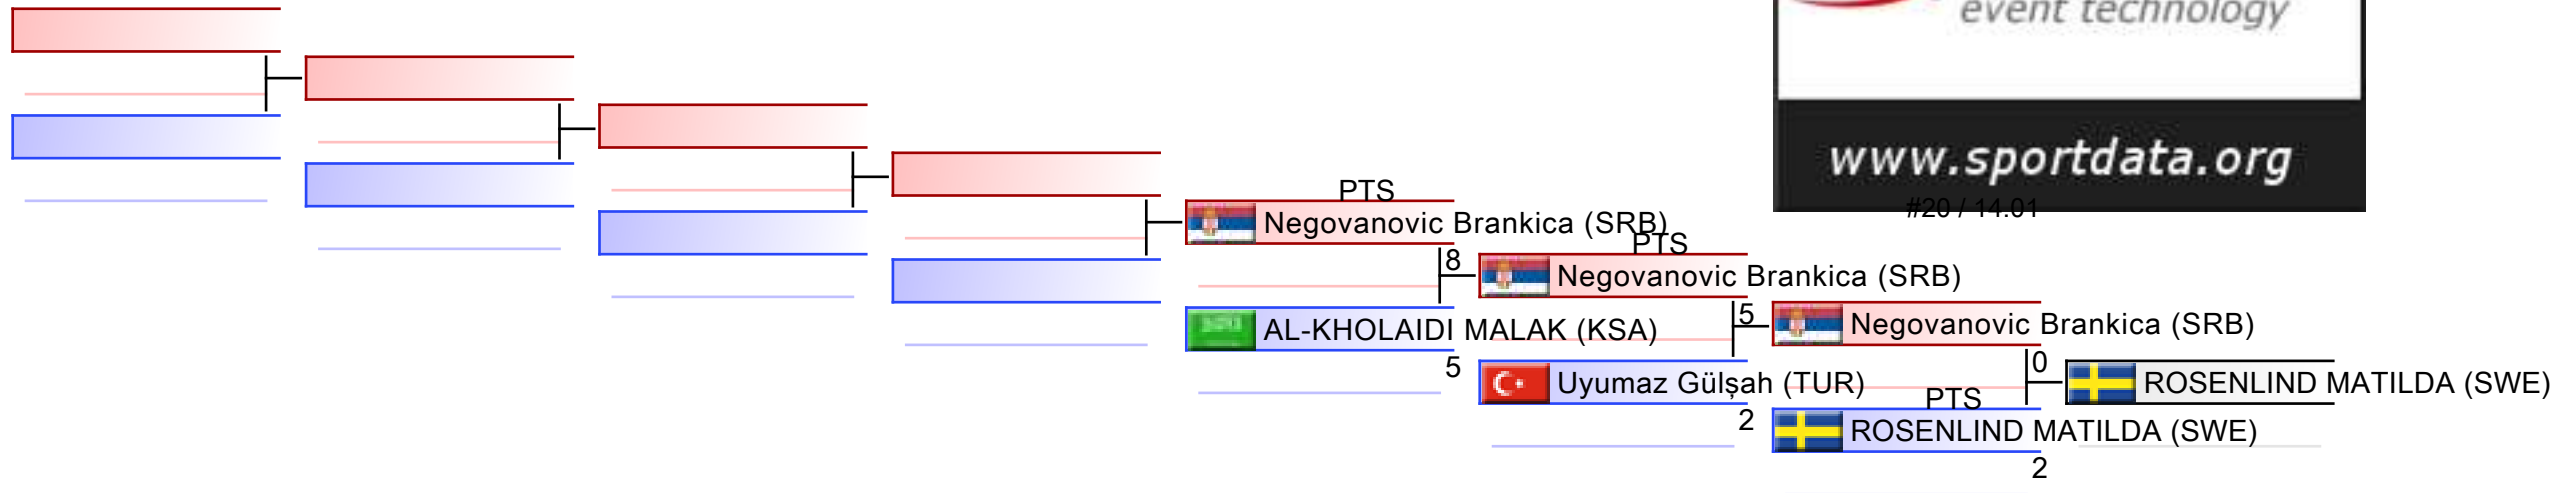 event technology
www.sportdata.org
#20 / 14.01
PTS
Negovanovic Brankica (SRB)
8
AL-KHOLAIDI MALAK (KSA)
5
PTS
Negovanovic Brankica (SRB)
5
Uyumaz Gülşah (TUR)
2
Negovanovic Brankica (SRB)
0
PTS
ROSENLIND MATILDA (SWE)
2
ROSENLIND MATILDA (SWE)